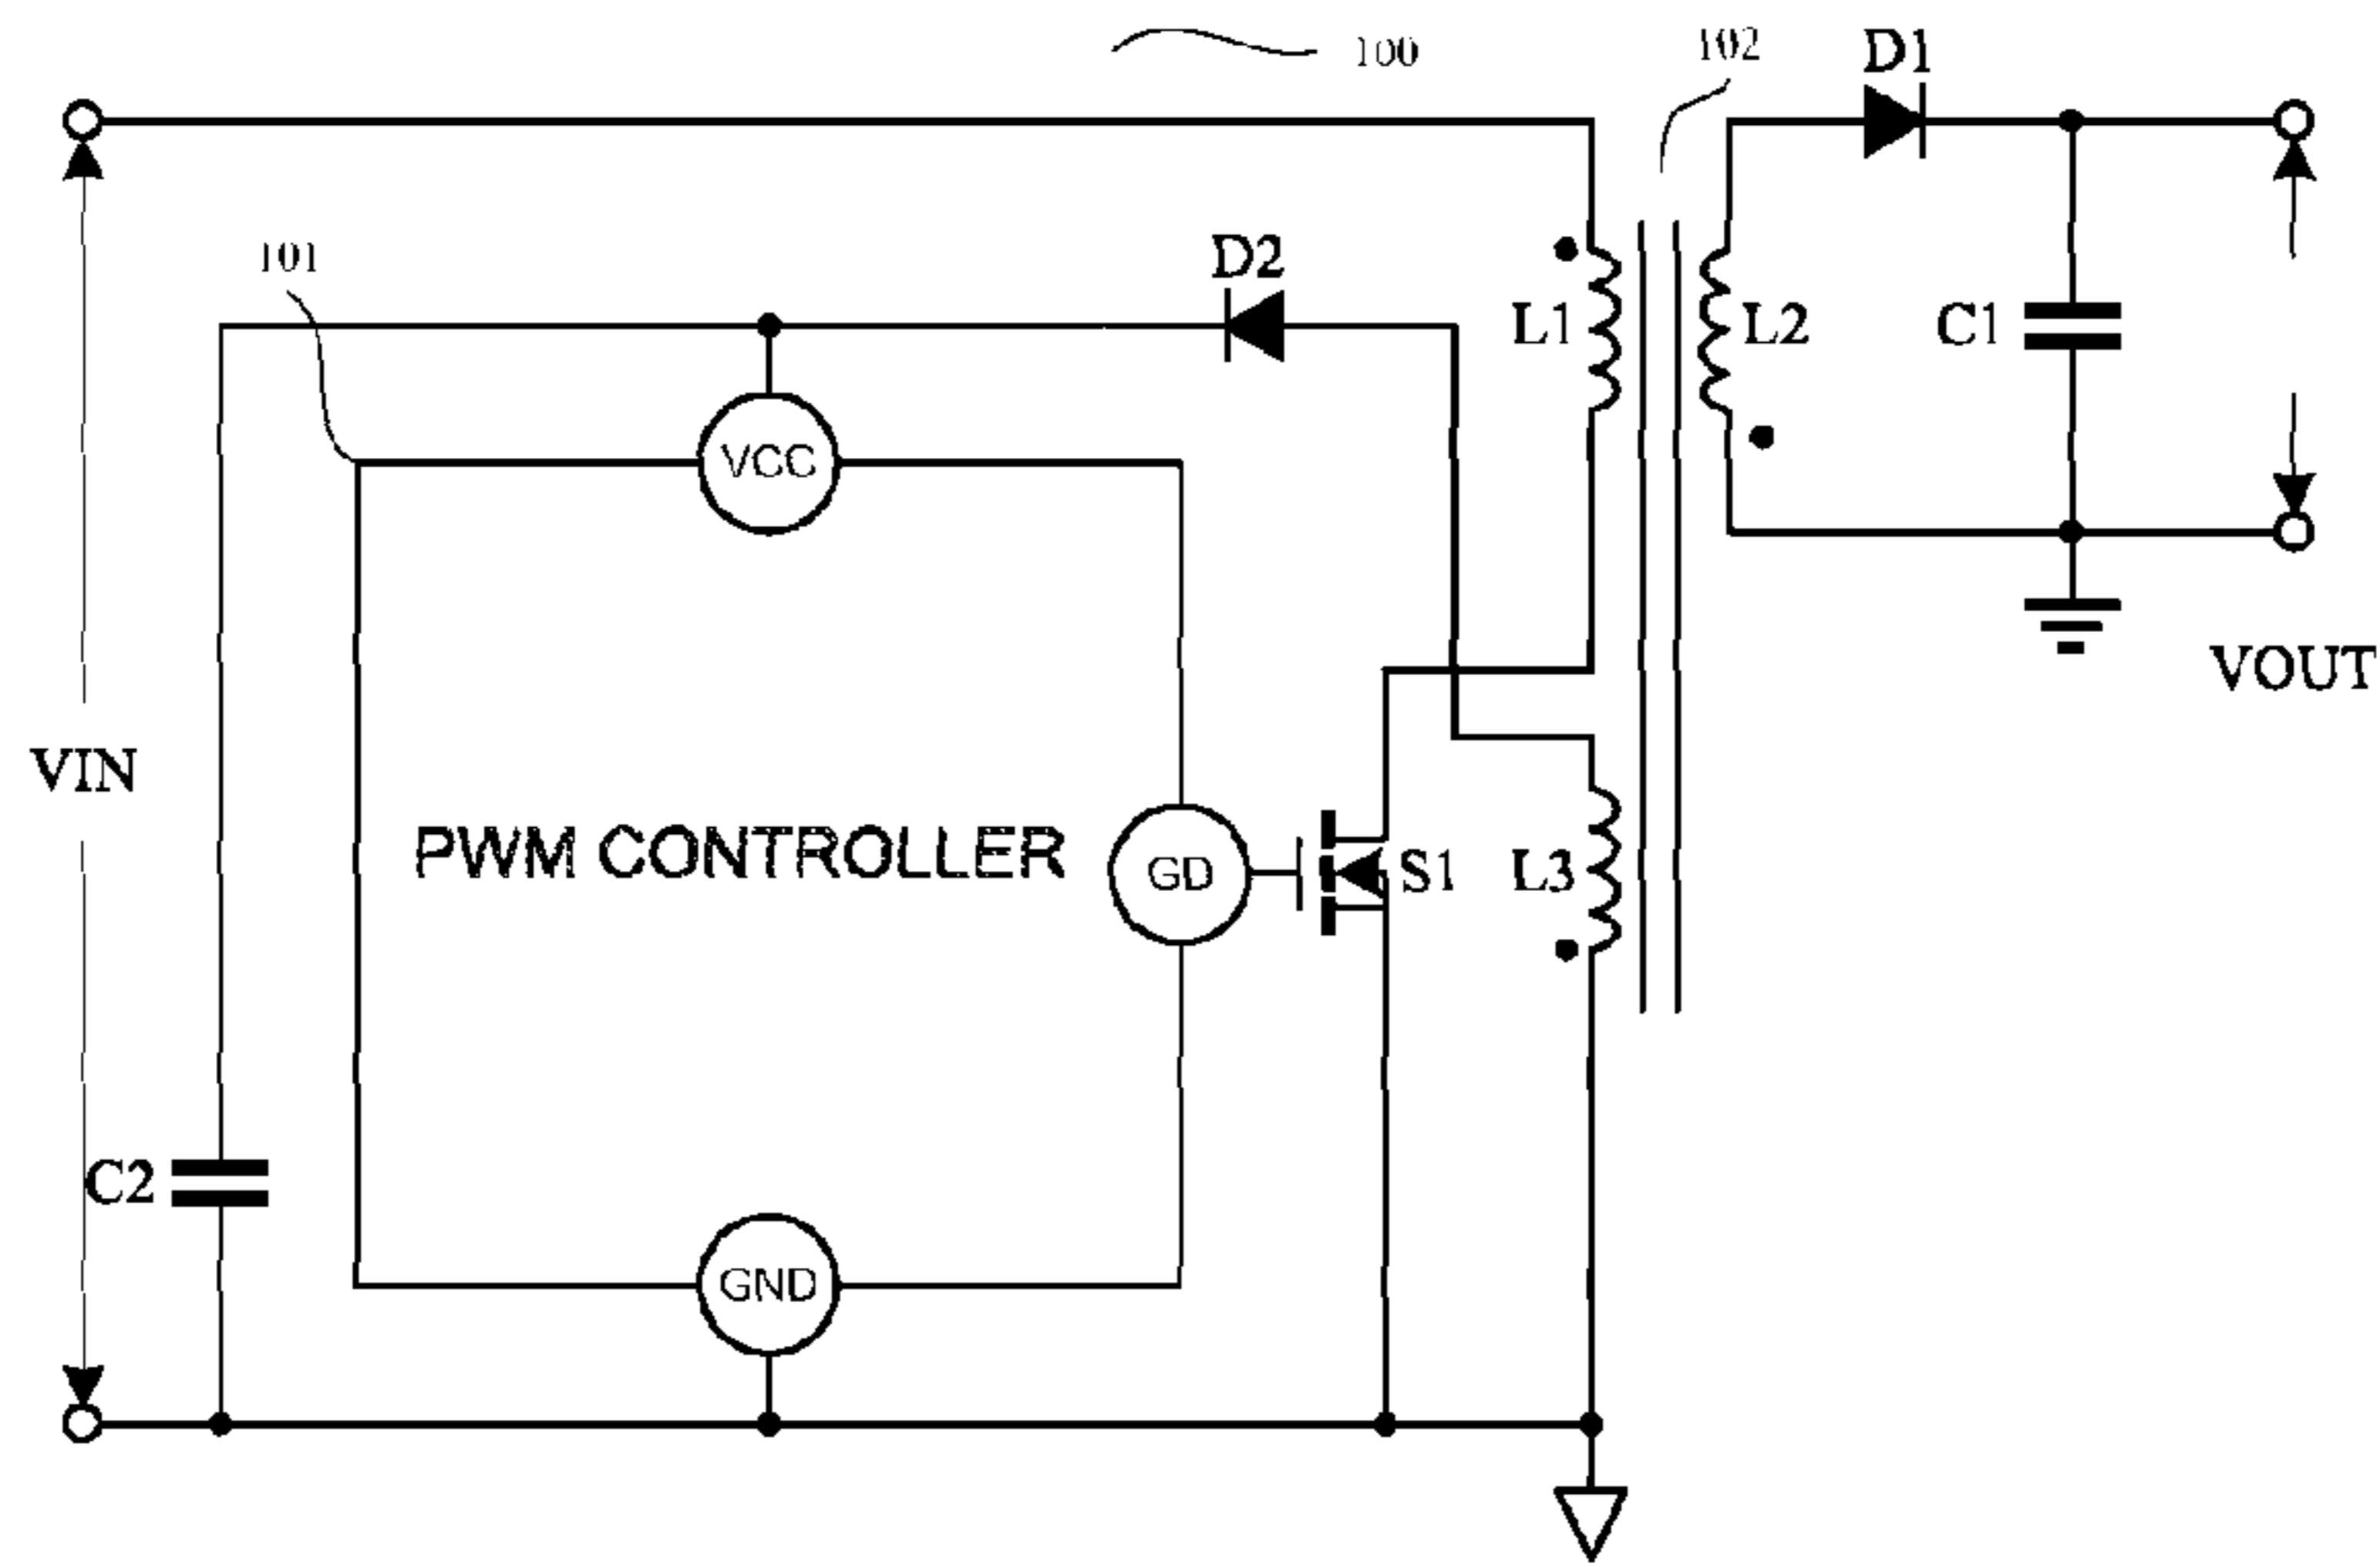 100
102
D1
101
D2
L1
L2
C1
VCC
VOUT
VIN
PWM CONTROLLER
GD
S1
L3
C2
GND